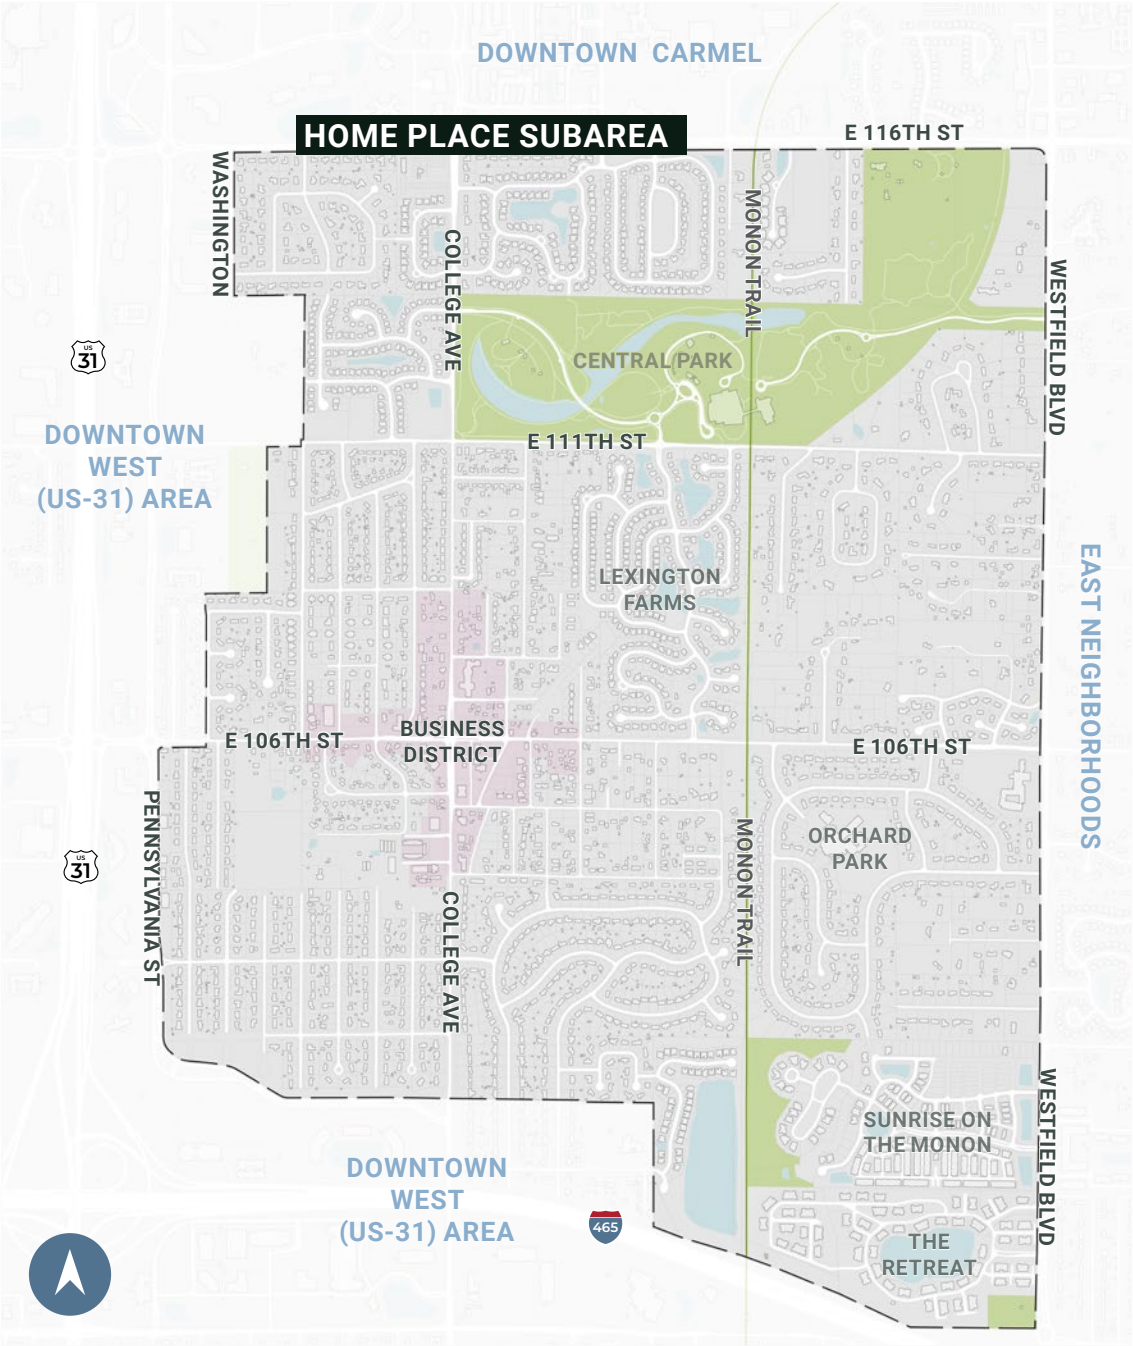 DOWNTOWN CARMEL
HOME PLACE SUBAREA
E 116TH ST
WASHINGTON
MONON TRAIL
COLLEGE AVE
WESTFIELD BLVD
US
31
CENTRAL PARK
DOWNTOWN
WEST
(US-31) AREA
E 111TH ST
LEXINGTON
FARMS
EAST NEIGHBORHOODS
BUSINESS
DISTRICT
E 106TH ST
E 106TH ST
PENNSYLVANIA ST
MONON TRAIL
ORCHARD
PARK
US
31
COLLEGE AVE
WESTFIELD BLVD
SUNRISE ON
THE MONON
DOWNTOWN
WEST
(US-31) AREA
465
THE
RETREAT